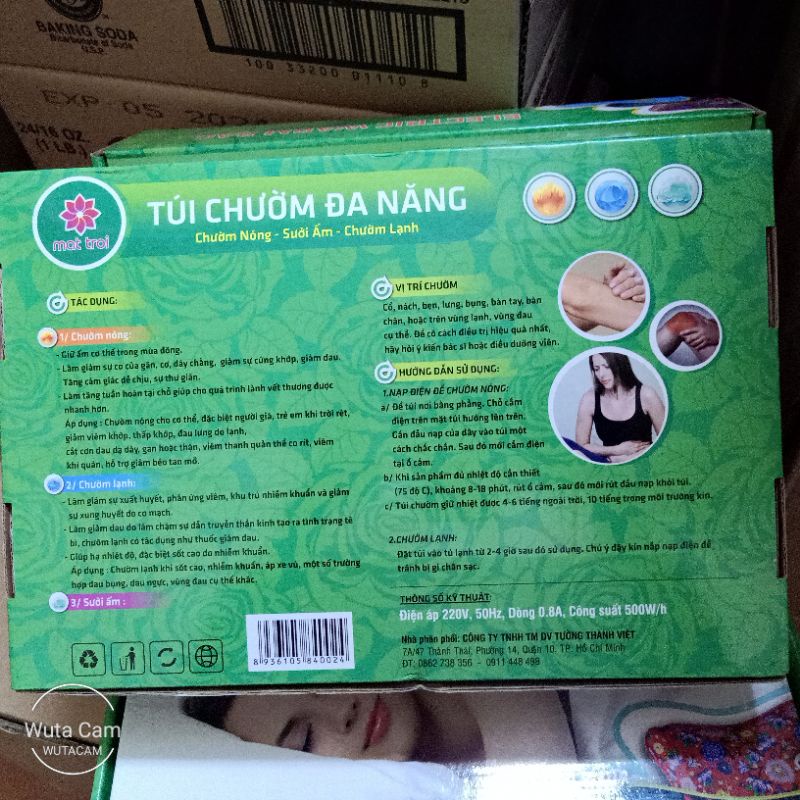 BAKING SODA
Bicarbonate of Soda
U.S.P.
100 33200 01110 8
EXP 05 202
24/16 OZ.
(1 LB.)
mat troi
TÚI CHƯỜM ĐA NĂNG
Chườm Nóng - Sưởi Ấm - Chườm Lạnh
TÁC DỤNG:
1/ Chườm nóng:
- Giữ ấm cơ thể trong mùa đông.
- Làm giảm sự co của gân, cơ, dây chằng, giảm sự cứng khớp, giảm đau.
Tăng cảm giác dễ chịu, sự thư giãn.
- Làm tăng tuần hoàn tại chỗ giúp cho quá trình lành vết thương được
nhanh hơn.
Áp dụng : Chườm nóng cho cơ thể, đặc biệt người già, trẻ em khi trời rét,
giảm viêm khớp, thấp khớp, đau lưng do lạnh,
cắt cơn đau dạ dày, gan hoặc thận, viêm thanh quản thể co rít, viêm
khí quản, hỗ trợ giảm béo tan mỡ.
2/ Chườm lạnh:
- Làm giảm sự xuất huyết, phản ứng viêm, khu trú nhiễm khuẩn và giảm
sự xung huyết do co mạch.
- Làm giảm đau do làm chậm sự dẫn truyền thần kinh tạo ra tình trạng tê
bì, chườm lạnh có tác dụng như thuốc giảm đau.
- Giúp hạ nhiệt độ, đặc biệt sốt cao do nhiễm khuẩn.
Áp dụng : Chườm lạnh khi sốt cao, nhiễm khuẩn, áp xe vú, một số trường
hợp đau bụng, đau ngực, vùng đau cụ thể khác.
3/ Sưởi ấm :
8 936105 840024
VỊ TRÍ CHƯỜM
Cổ, nách, bẹn, lưng, bụng, bàn tay, bàn
chân, hoặc trên vùng lạnh, vùng đau
cụ thể. Để có cách điều trị hiệu quả nhất,
hãy hỏi ý kiến bác sĩ hoặc điều dưỡng viên.
HƯỚNG DẪN SỬ DỤNG:
1.NẠP ĐIỆN ĐỂ CHƯỜM NÓNG:
a/ Để túi nơi bằng phẳng. Chỗ cắm
điện trên mặt túi hướng lên trên.
Gắn đầu nạp của dây vào túi một
cách chắc chắn. Sau đó mới cắm điện
tại ổ cắm.
b/ Khi sản phẩm đủ nhiệt độ cần thiết
(75 độ C), khoảng 8-18 phút, rút ổ cắm, sau đó mới rút đầu nạp khỏi túi.
c/ Túi chườm giữ nhiệt được 4-6 tiếng ngoài trời, 10 tiếng trong môi trường kín.
2.CHƯỜM LẠNH:
Đặt túi vào tủ lạnh từ 2-4 giờ sau đó sử dụng. Chú ý đậy kín nắp nạp điện để
tránh bị gỉ chân sạc.
THÔNG SỐ KỸ THUẬT:
Điện áp 220V, 50Hz, Dòng 0.8A, Công suất 500W/h
Nhà phân phối: CÔNG TY TNHH TM DV TƯỜNG THÀNH VIỆT
7A/47 Thành Thái, Phường 14, Quận 10, TP. Hồ Chí Minh
ĐT: 0862 738 356 - 0911 448 498
Wuta Cam
WUTACAM